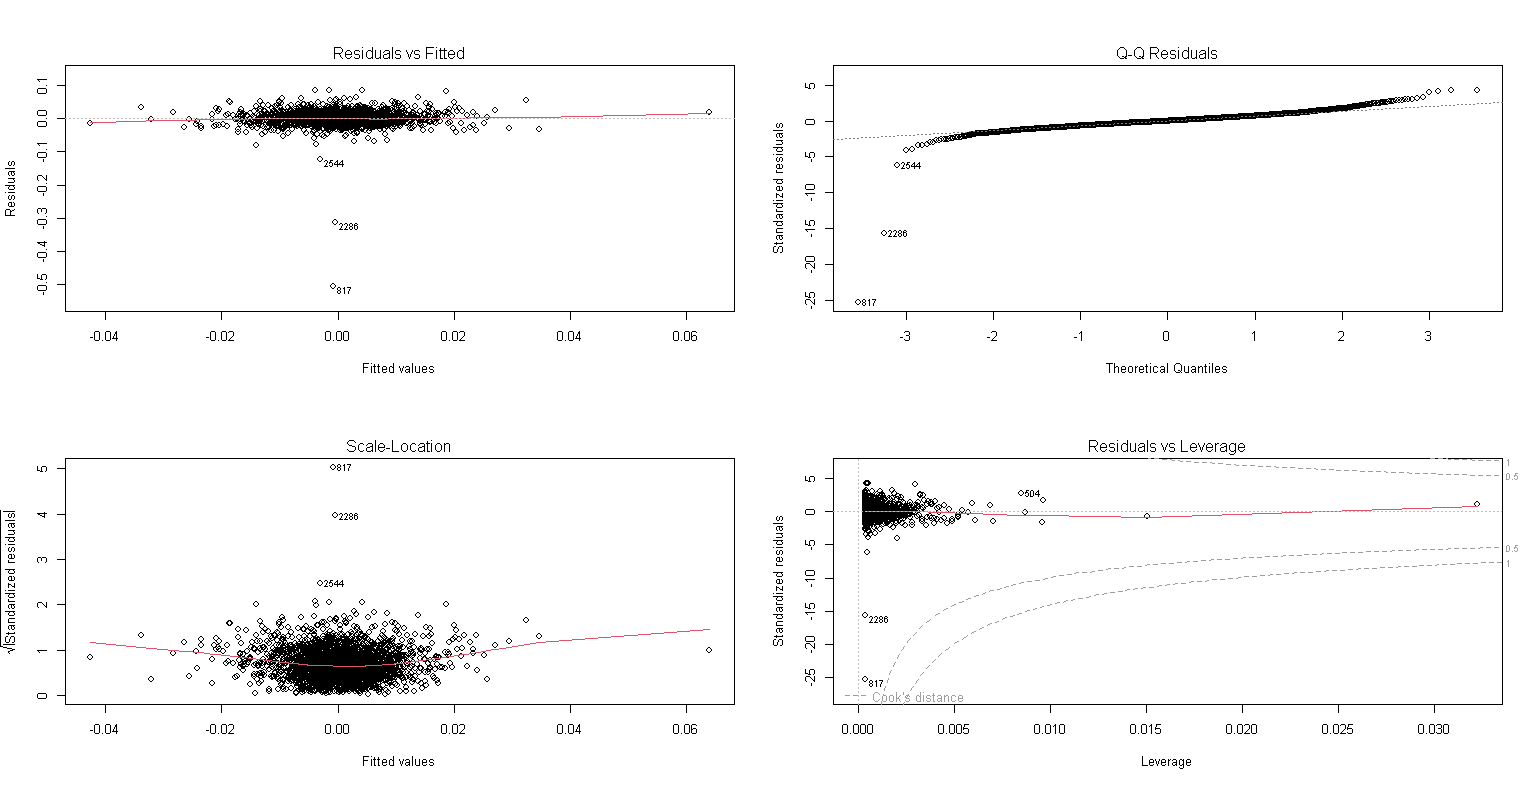 Residuals vs Fitted
Residuals
0.1
0.0
-0.1
-0.2
-0.3
-0.4
-0.5
2544
2286
817
-0.04 -0.02 0.00 0.02 0.04 0.06
Fitted values
Q-Q Residuals
Standardized residuals
5
0
-5
-10
-15
-20
-25
2544
2286
817
-3 -2 -1 0 1 2 3
Theoretical Quantiles
Scale-Location
√|Standardized residuals|
5
4
3
2
1
0
817
2286
2544
-0.04 -0.02 0.00 0.02 0.04 0.06
Fitted values
Residuals vs Leverage
Standardized residuals
5
0
-5
-10
-15
-20
-25
504
2286
817
1
0.5
0.5
1
Cook's distance
0.000 0.005 0.010 0.015 0.020 0.025 0.030
Leverage